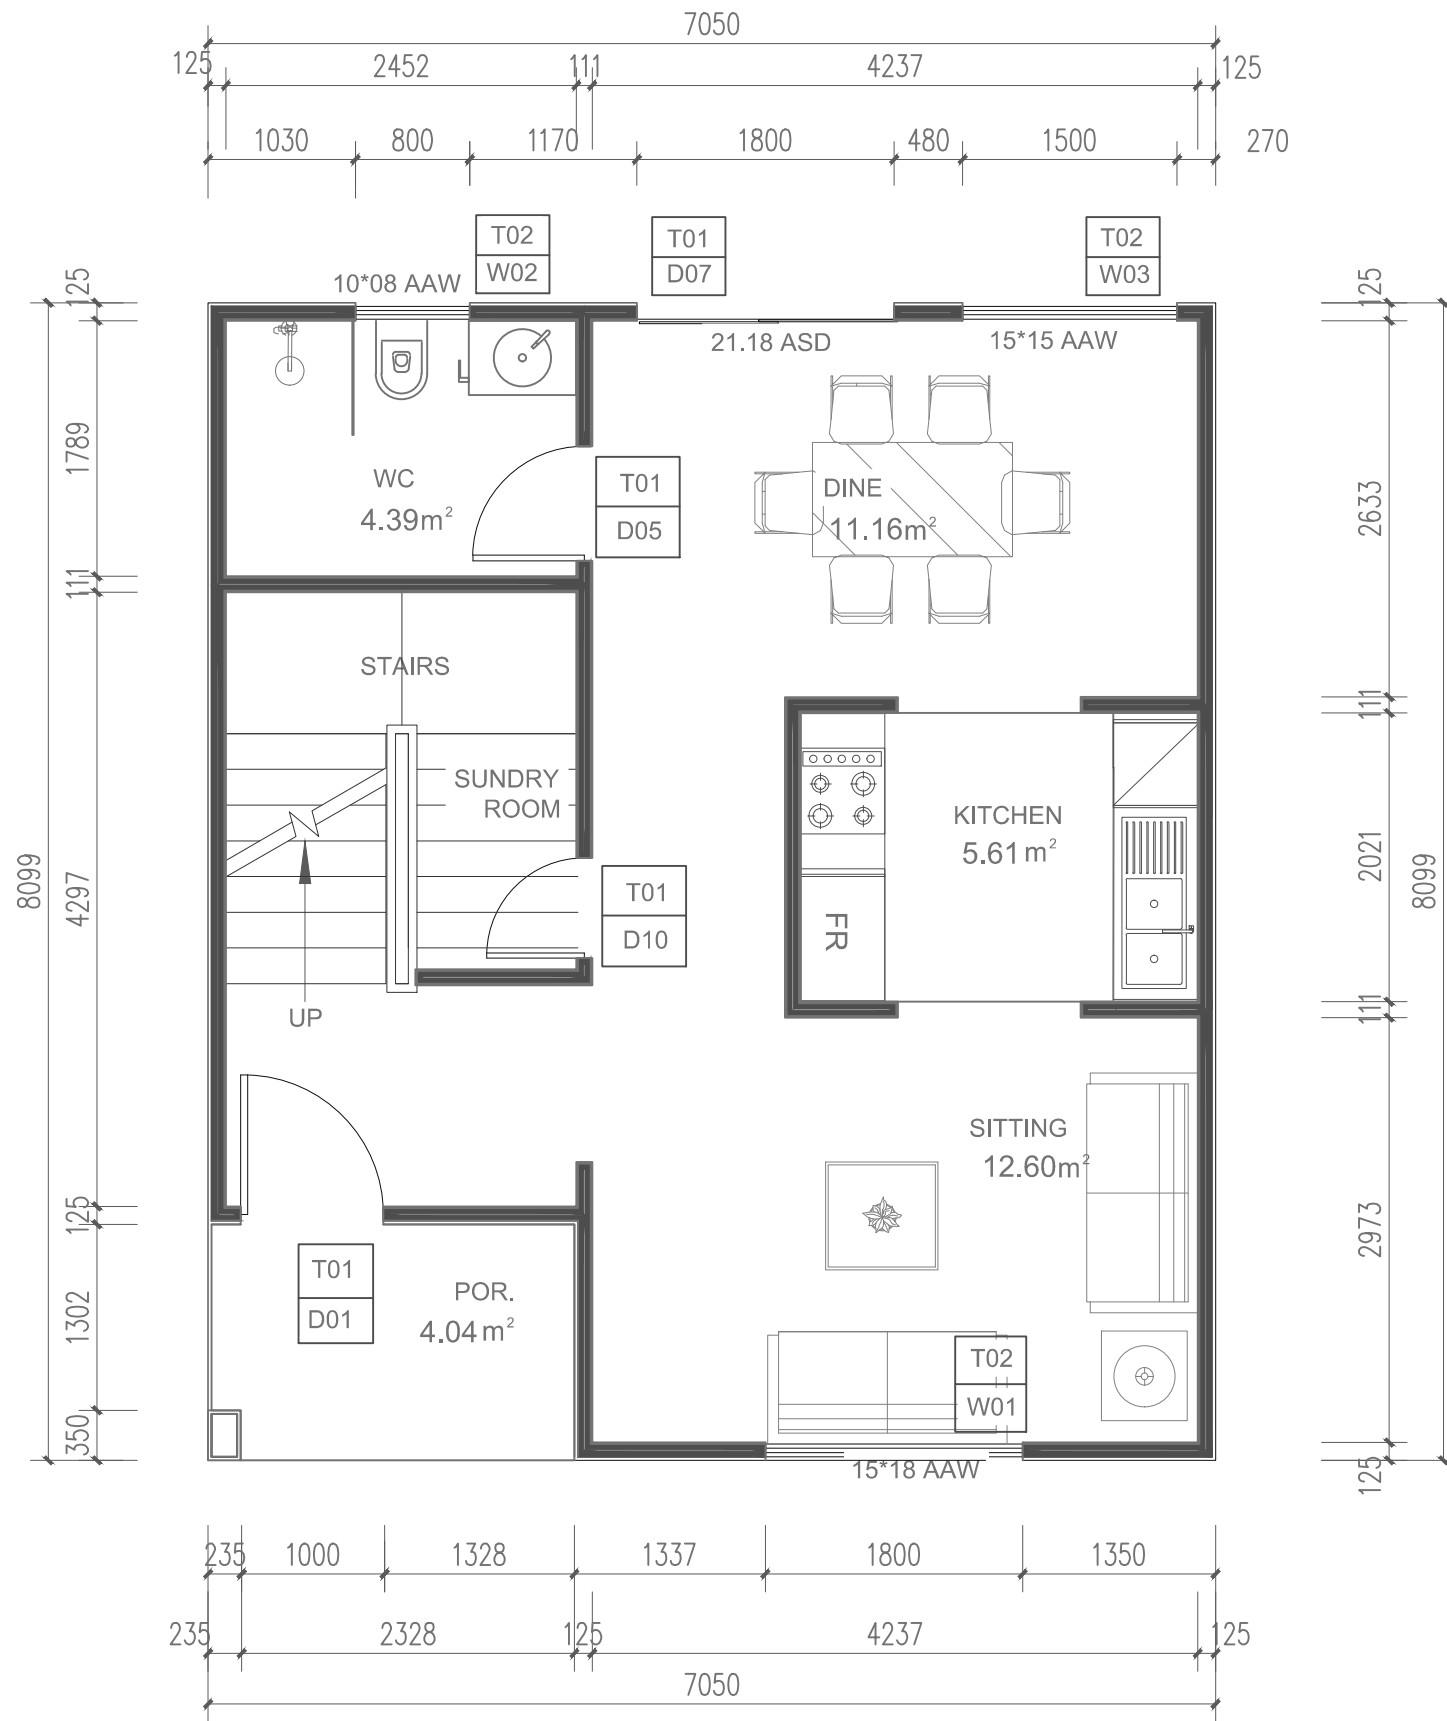 7050
125 2452 111 4237 125
1030 800 1170 1800 480 1500 270
T02
W02
T01
D07
T02
W03
10*08 AAW
21.18 ASD
15*15 AAW
125
1789
111
4297
125
1302
350
8099
125
2633
111
2021
111
2973
125
8099
WC
4.39m²
T01
D05
DINE
11.16m²
STAIRS
SUNDRY
ROOM
KITCHEN
5.61m²
T01
D10
FR
UP
SITTING
12.60m²
T01
D01
POR.
4.04m²
T02
W01
15*18 AAW
235 1000 1328 1337 1800 1350
235 2328 125 4237 125
7050